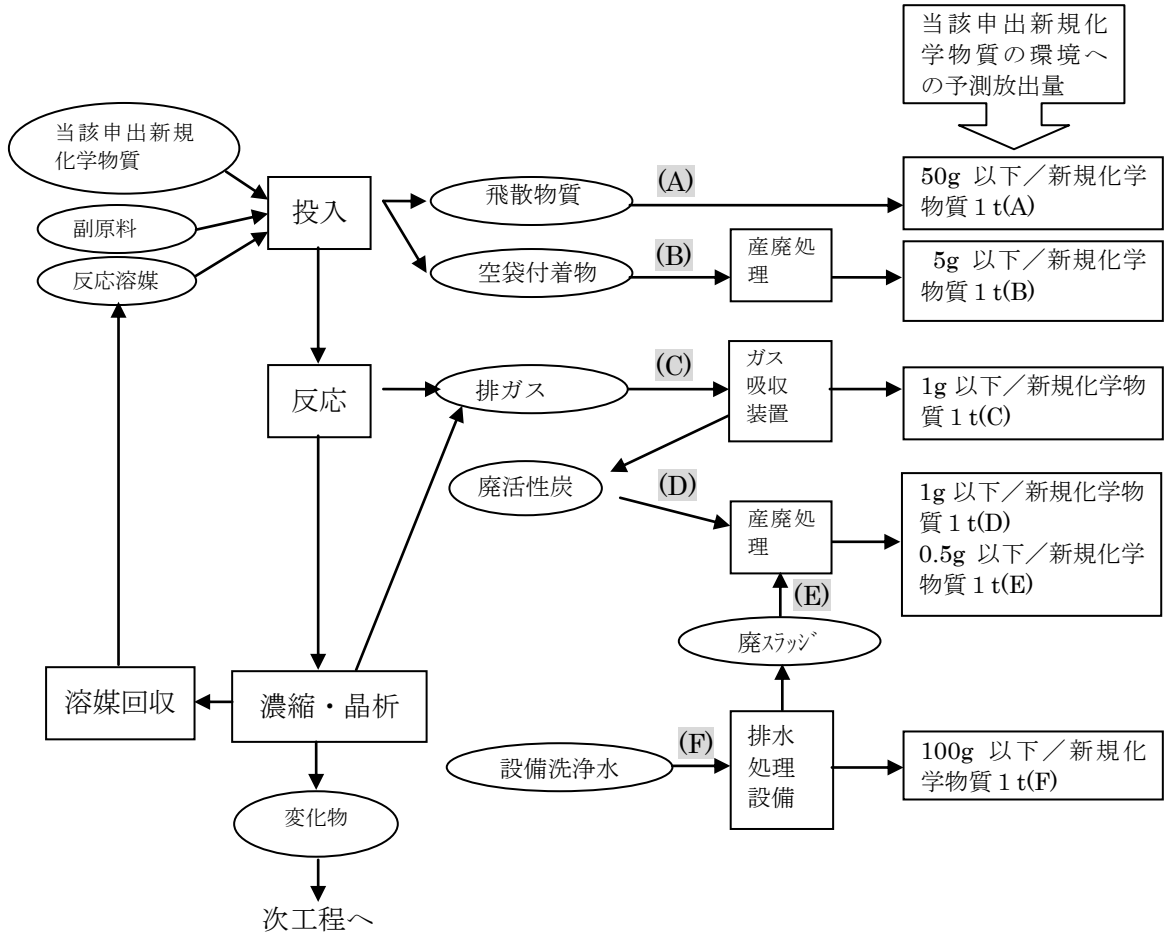 当該申出新規化
学物質の環境へ
の予測放出量
当該申出新規
化学物質
副原料
反応溶媒
投入
飛散物質
(A)
50g 以下／新規化学
物質１t(A)
空袋付着物
(B)
産廃処
理
5g 以下／新規化学
物質１t(B)
反応
排ガス
(C)
ガス
吸収
装置
1g 以下／新規化学物
質１t(C)
廃活性炭
(D)
産廃処
理
1g 以下／新規化学物
質１t(D)
0.5g 以下／新規化学
物質１t(E)
(E)
廃ｽﾗｯｼﾞ
溶媒回収
濃縮・晶析
設備洗浄水
(F)
排水
処理
設備
100g 以下／新規化
学物質１t(F)
変化物
次工程へ